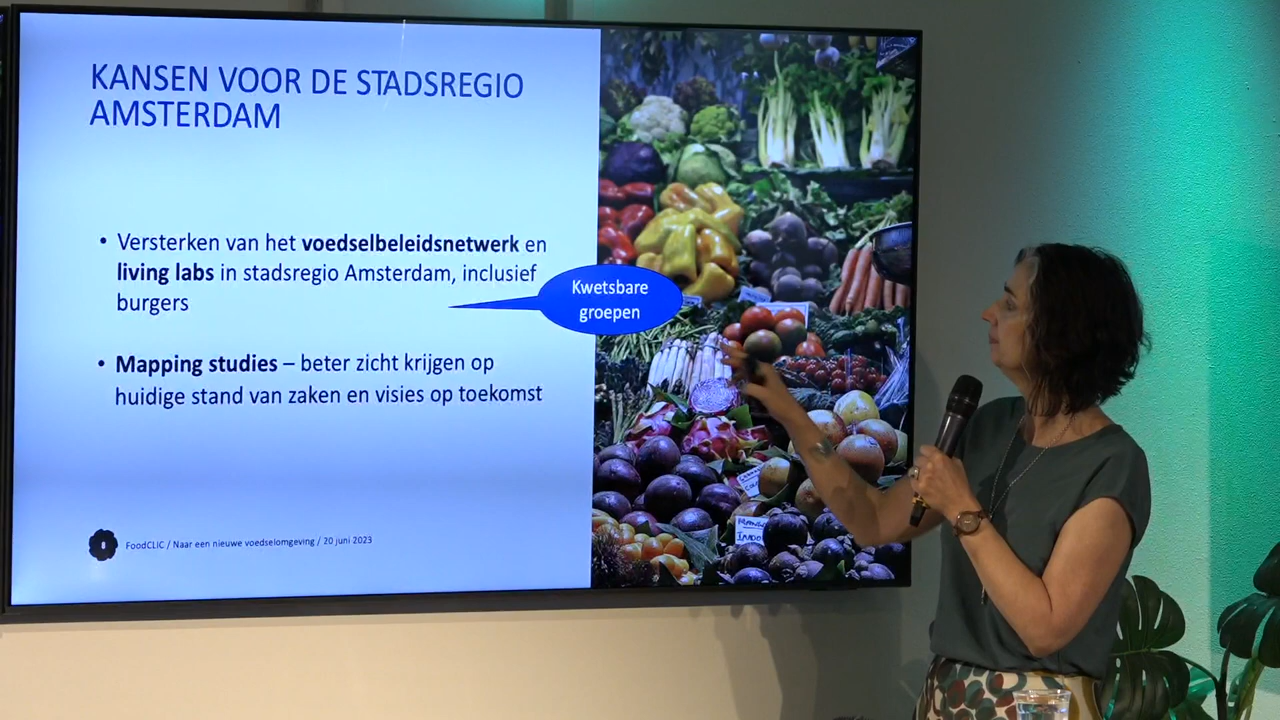 KANSEN VOOR DE STADSREGIO
AMSTERDAM
• Versterken van het voedselbeleidsnetwerk en
living labs in stadsregio Amsterdam, inclusief
burgers
Kwetsbare
groepen
• Mapping studies – beter zicht krijgen op
huidige stand van zaken en visies op toekomst
FoodCLIC / Naar een nieuwe voedselomgeving / 20 juni 2023